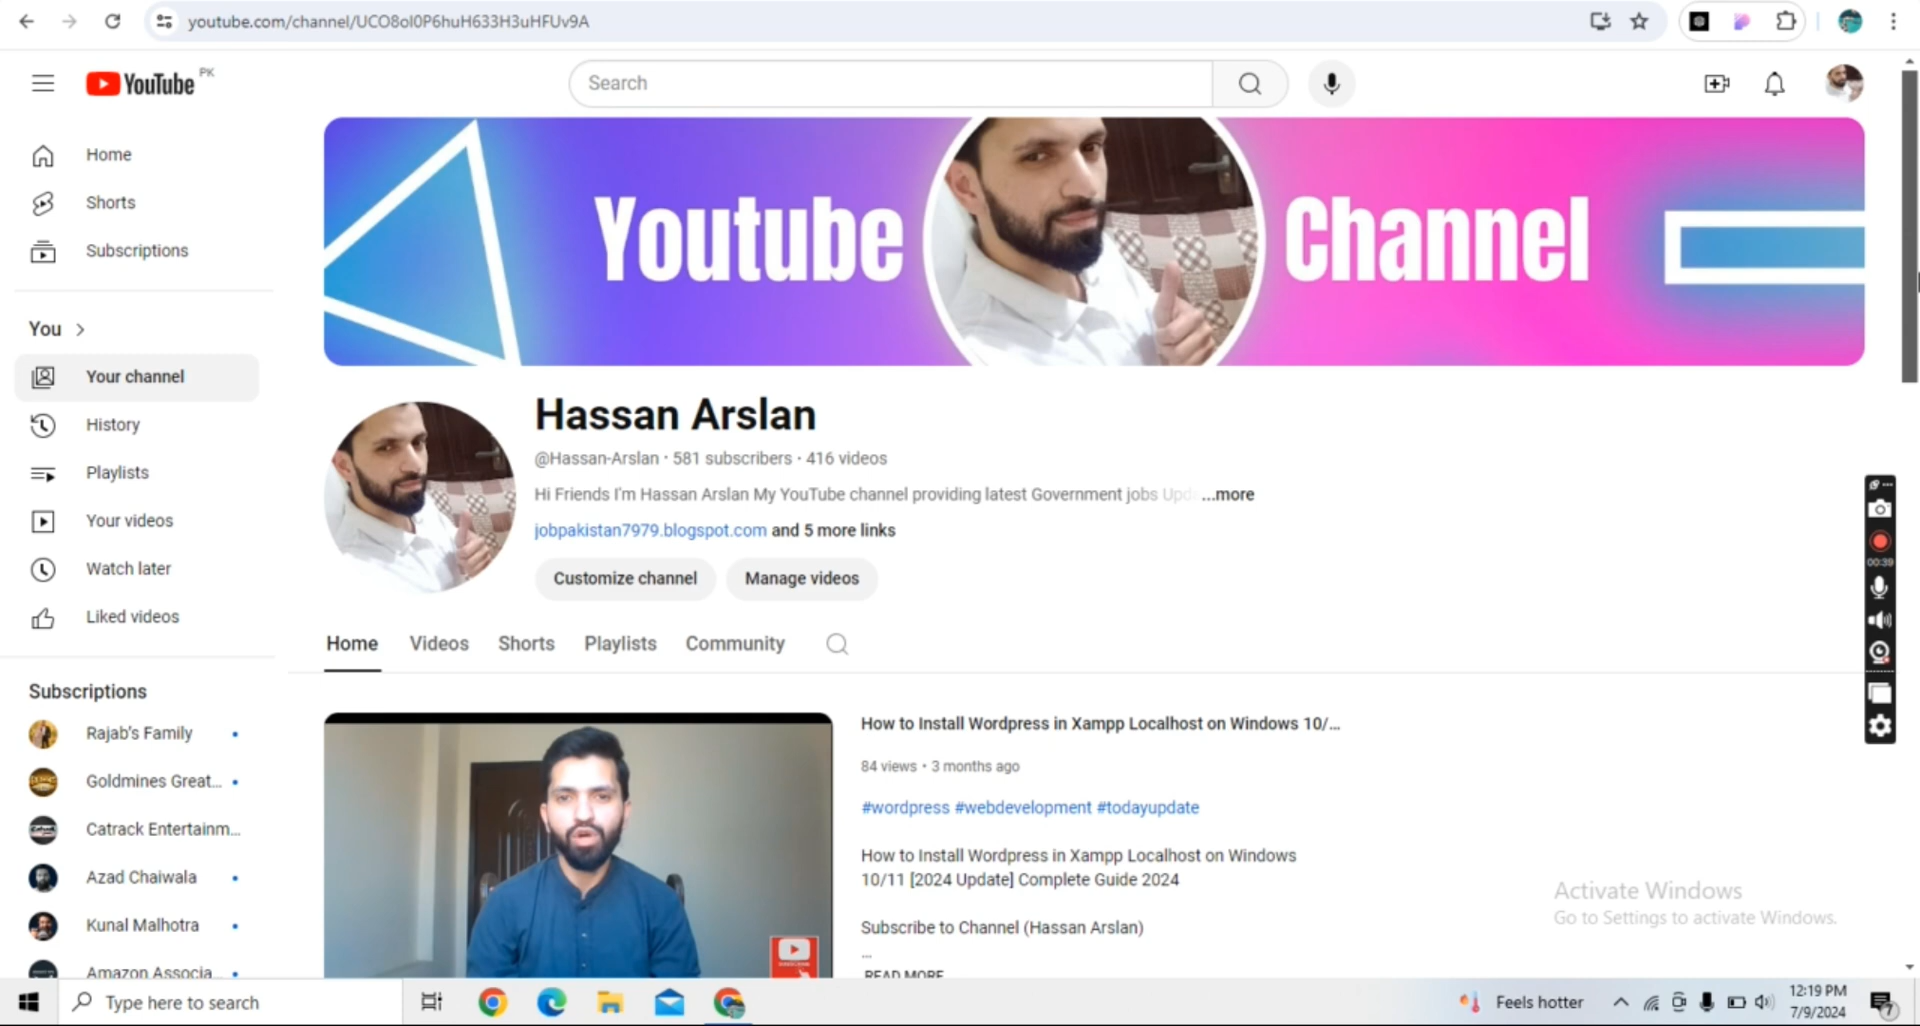 youtube.com/channel/UCO8ol0P6huH633H3uHFUv9A
YouTube PK
Search
Home
Shorts
Subscriptions
You
Your channel
History
Playlists
Your videos
Watch later
Liked videos
Subscriptions
Rajab's Family
Goldmines Great...
Catrack Entertainm...
Azad Chaiwala
Kunal Malhotra
Amazon Associa...
Youtube Channel
Hassan Arslan
@Hassan-Arslan · 581 subscribers · 416 videos
Hi Friends I'm Hassan Arslan My YouTube channel providing latest Government jobs Upda ...more
jobpakistan7979.blogspot.com and 5 more links
Customize channel Manage videos
Home Videos Shorts Playlists Community
How to Install Wordpress in Xampp Localhost on Windows 10/...
84 views · 3 months ago
#wordpress #webdevelopment #todayupdate
How to Install Wordpress in Xampp Localhost on Windows
10/11 [2024 Update] Complete Guide 2024
Subscribe to Channel (Hassan Arslan)
...
READ MORE
00:39
Activate Windows
Go to Settings to activate Windows.
Type here to search
Feels hotter
12:19 PM
7/9/2024
7